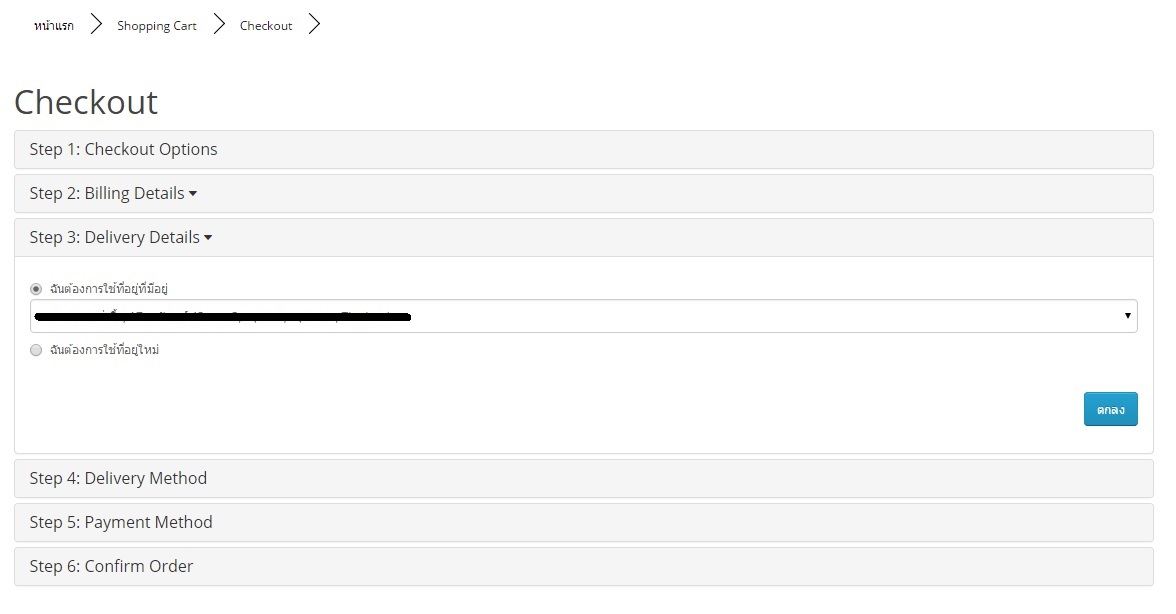 หน้าแรก Shopping Cart Checkout
Checkout
Step 1: Checkout Options
Step 2: Billing Details
Step 3: Delivery Details
ฉันต้องการใช้ที่อยู่ที่มีอยู่
ฉันต้องการใช้ที่อยู่ใหม่
ตกลง
Step 4: Delivery Method
Step 5: Payment Method
Step 6: Confirm Order